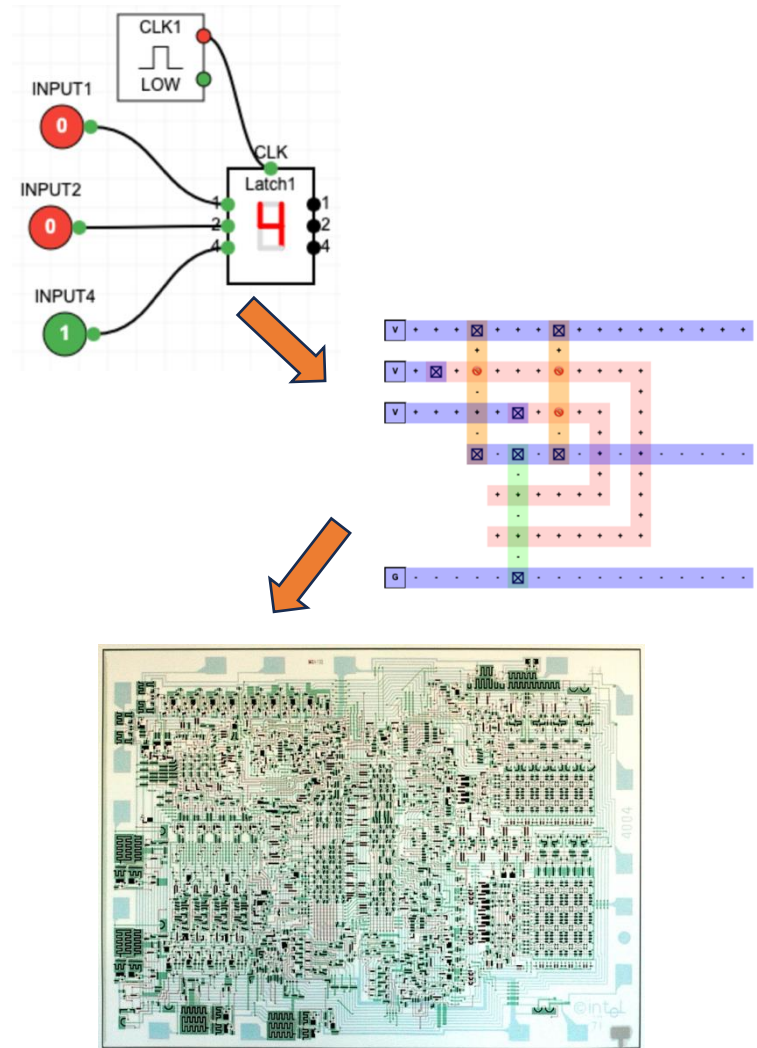 CLK1
LOW
INPUT1
0
CLK
Latch1
INPUT2
0
1 4 1
2 2
4 4
INPUT4
1
V + + + + + + + + + + + + + +
+ +
V + + + + + + + + + +
- +
V + + + + + + + + +
- - + +
- - - - - - - - -
- + +
+ + + + + + +
- +
+ + + + + + + +
-
G - - - - - - - - - - - - - - - -
4004
©intel
71